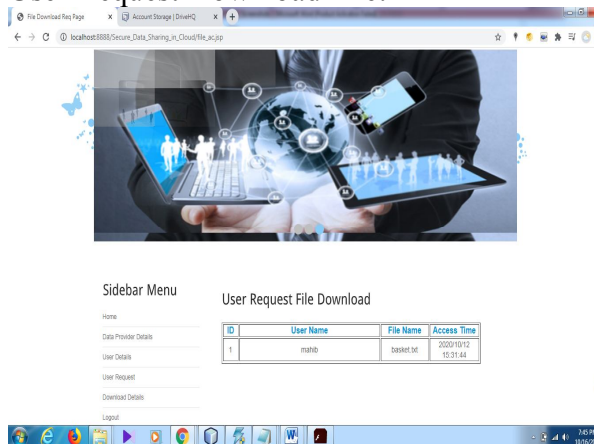 File Download Req Page
Account Storage | DriveHQ
localhost:8888/Secure_Data_Sharing_in_Cloud/file_ac.jsp
Sidebar Menu
Home
Data Provider Details
User Details
User Request
Download Details
Logout
User Request File Download
ID User Name File Name Access Time
1 mahib basket.txt 2020/10/12
15:31:44
7:45 P